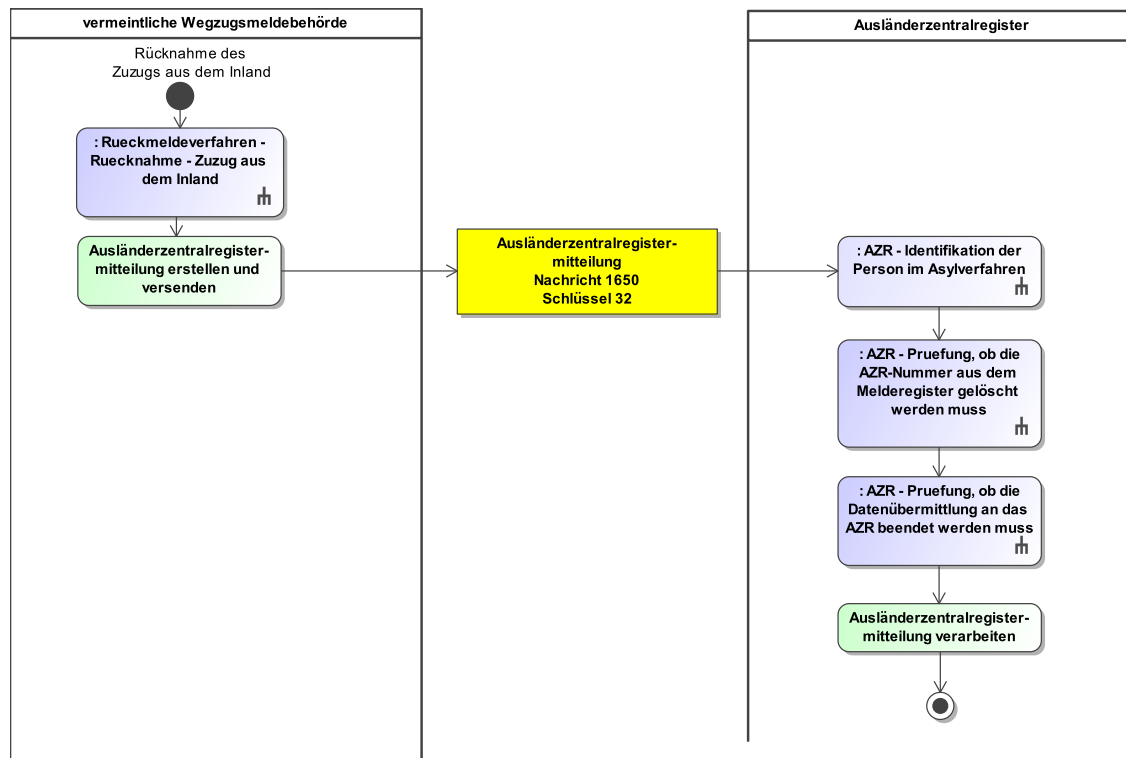 vermeintliche Wegzugsmeldebehörde
Rücknahme des
Zuzugs aus dem Inland
: Rueckmeldeverfahren -
Ruecknahme - Zuzug aus
dem Inland
Ausländerzentralregister-
mitteilung erstellen und
versenden
Ausländerzentralregister-
mitteilung
Nachricht 1650
Schlüssel 32
Ausländerzentralregister
: AZR - Identifikation der
Person im Asylverfahren
: AZR - Pruefung, ob die
AZR-Nummer aus dem
Melderegister gelöscht
werden muss
: AZR - Pruefung, ob die
Datenübermittlung an das
AZR beendet werden muss
Ausländerzentralregister-
mitteilung verarbeiten